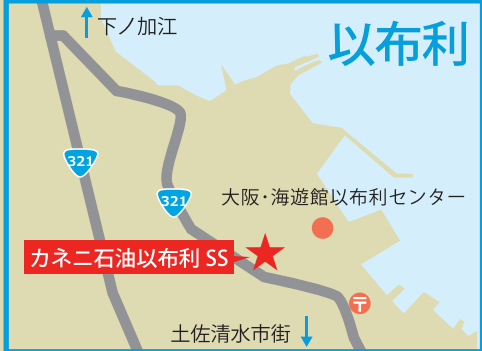 下ノ加江
以布利
321
321
大阪・海遊館以布利センター
カネニ石油以布利 SS
〒
土佐清水市街